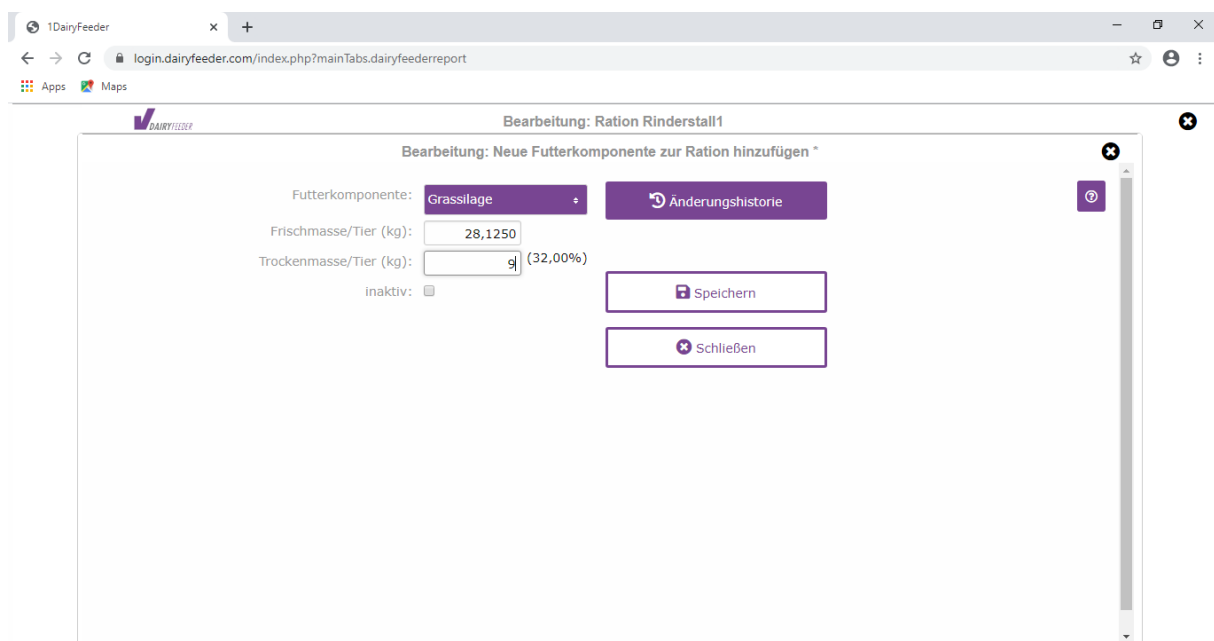 1DairyFeeder
login.dairyfeeder.com/index.php?mainTabs.dairyfeederreport
Apps Maps
DAIRYFEEDER Bearbeitung: Ration Rinderstall1
Bearbeitung: Neue Futterkomponente zur Ration hinzufügen *
Futterkomponente: Grassilage Änderungshistorie
Frischmasse/Tier (kg): 28,1250
Trockenmasse/Tier (kg): 9 (32,00%)
inaktiv: Speichern
Schließen